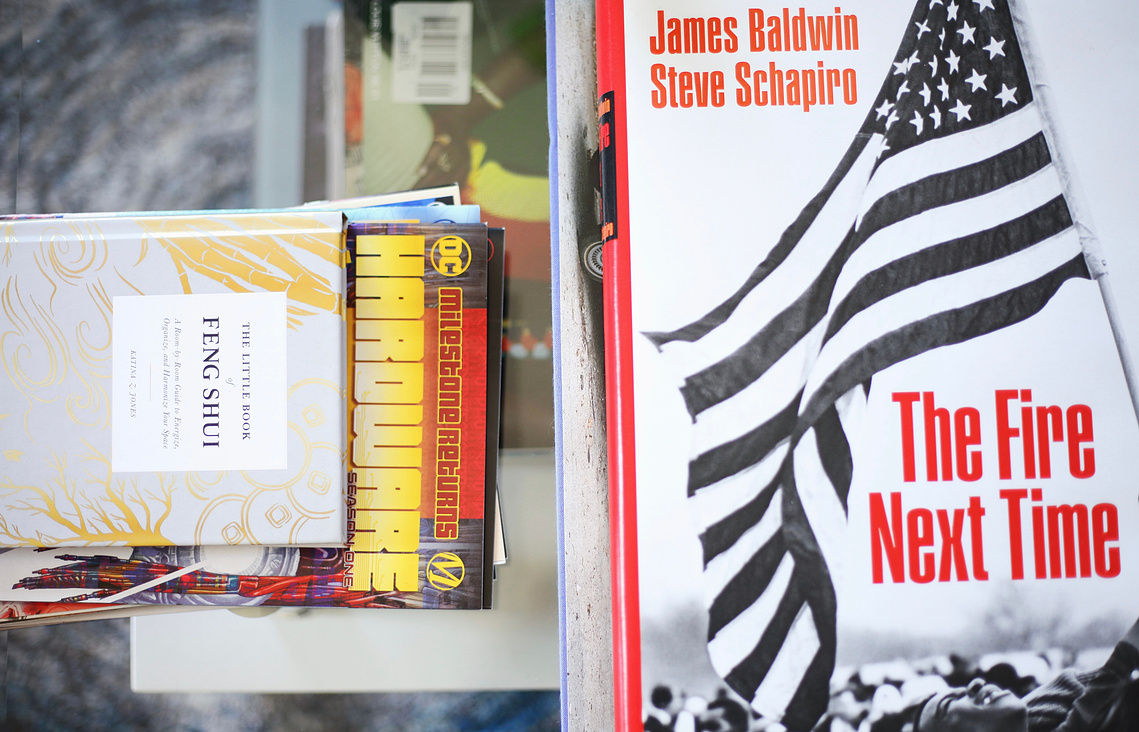 THE LITTLE BOOK
of
FENG SHUI
A Room-by-Room Guide to Energize,
Organize, and Harmonize Your Space
KATINA Z JONES
DC
MILESTONE RETURNS
M
HARDWARE
SEASON ONE
James Baldwin
Steve Schapiro
The Fire
Next Time